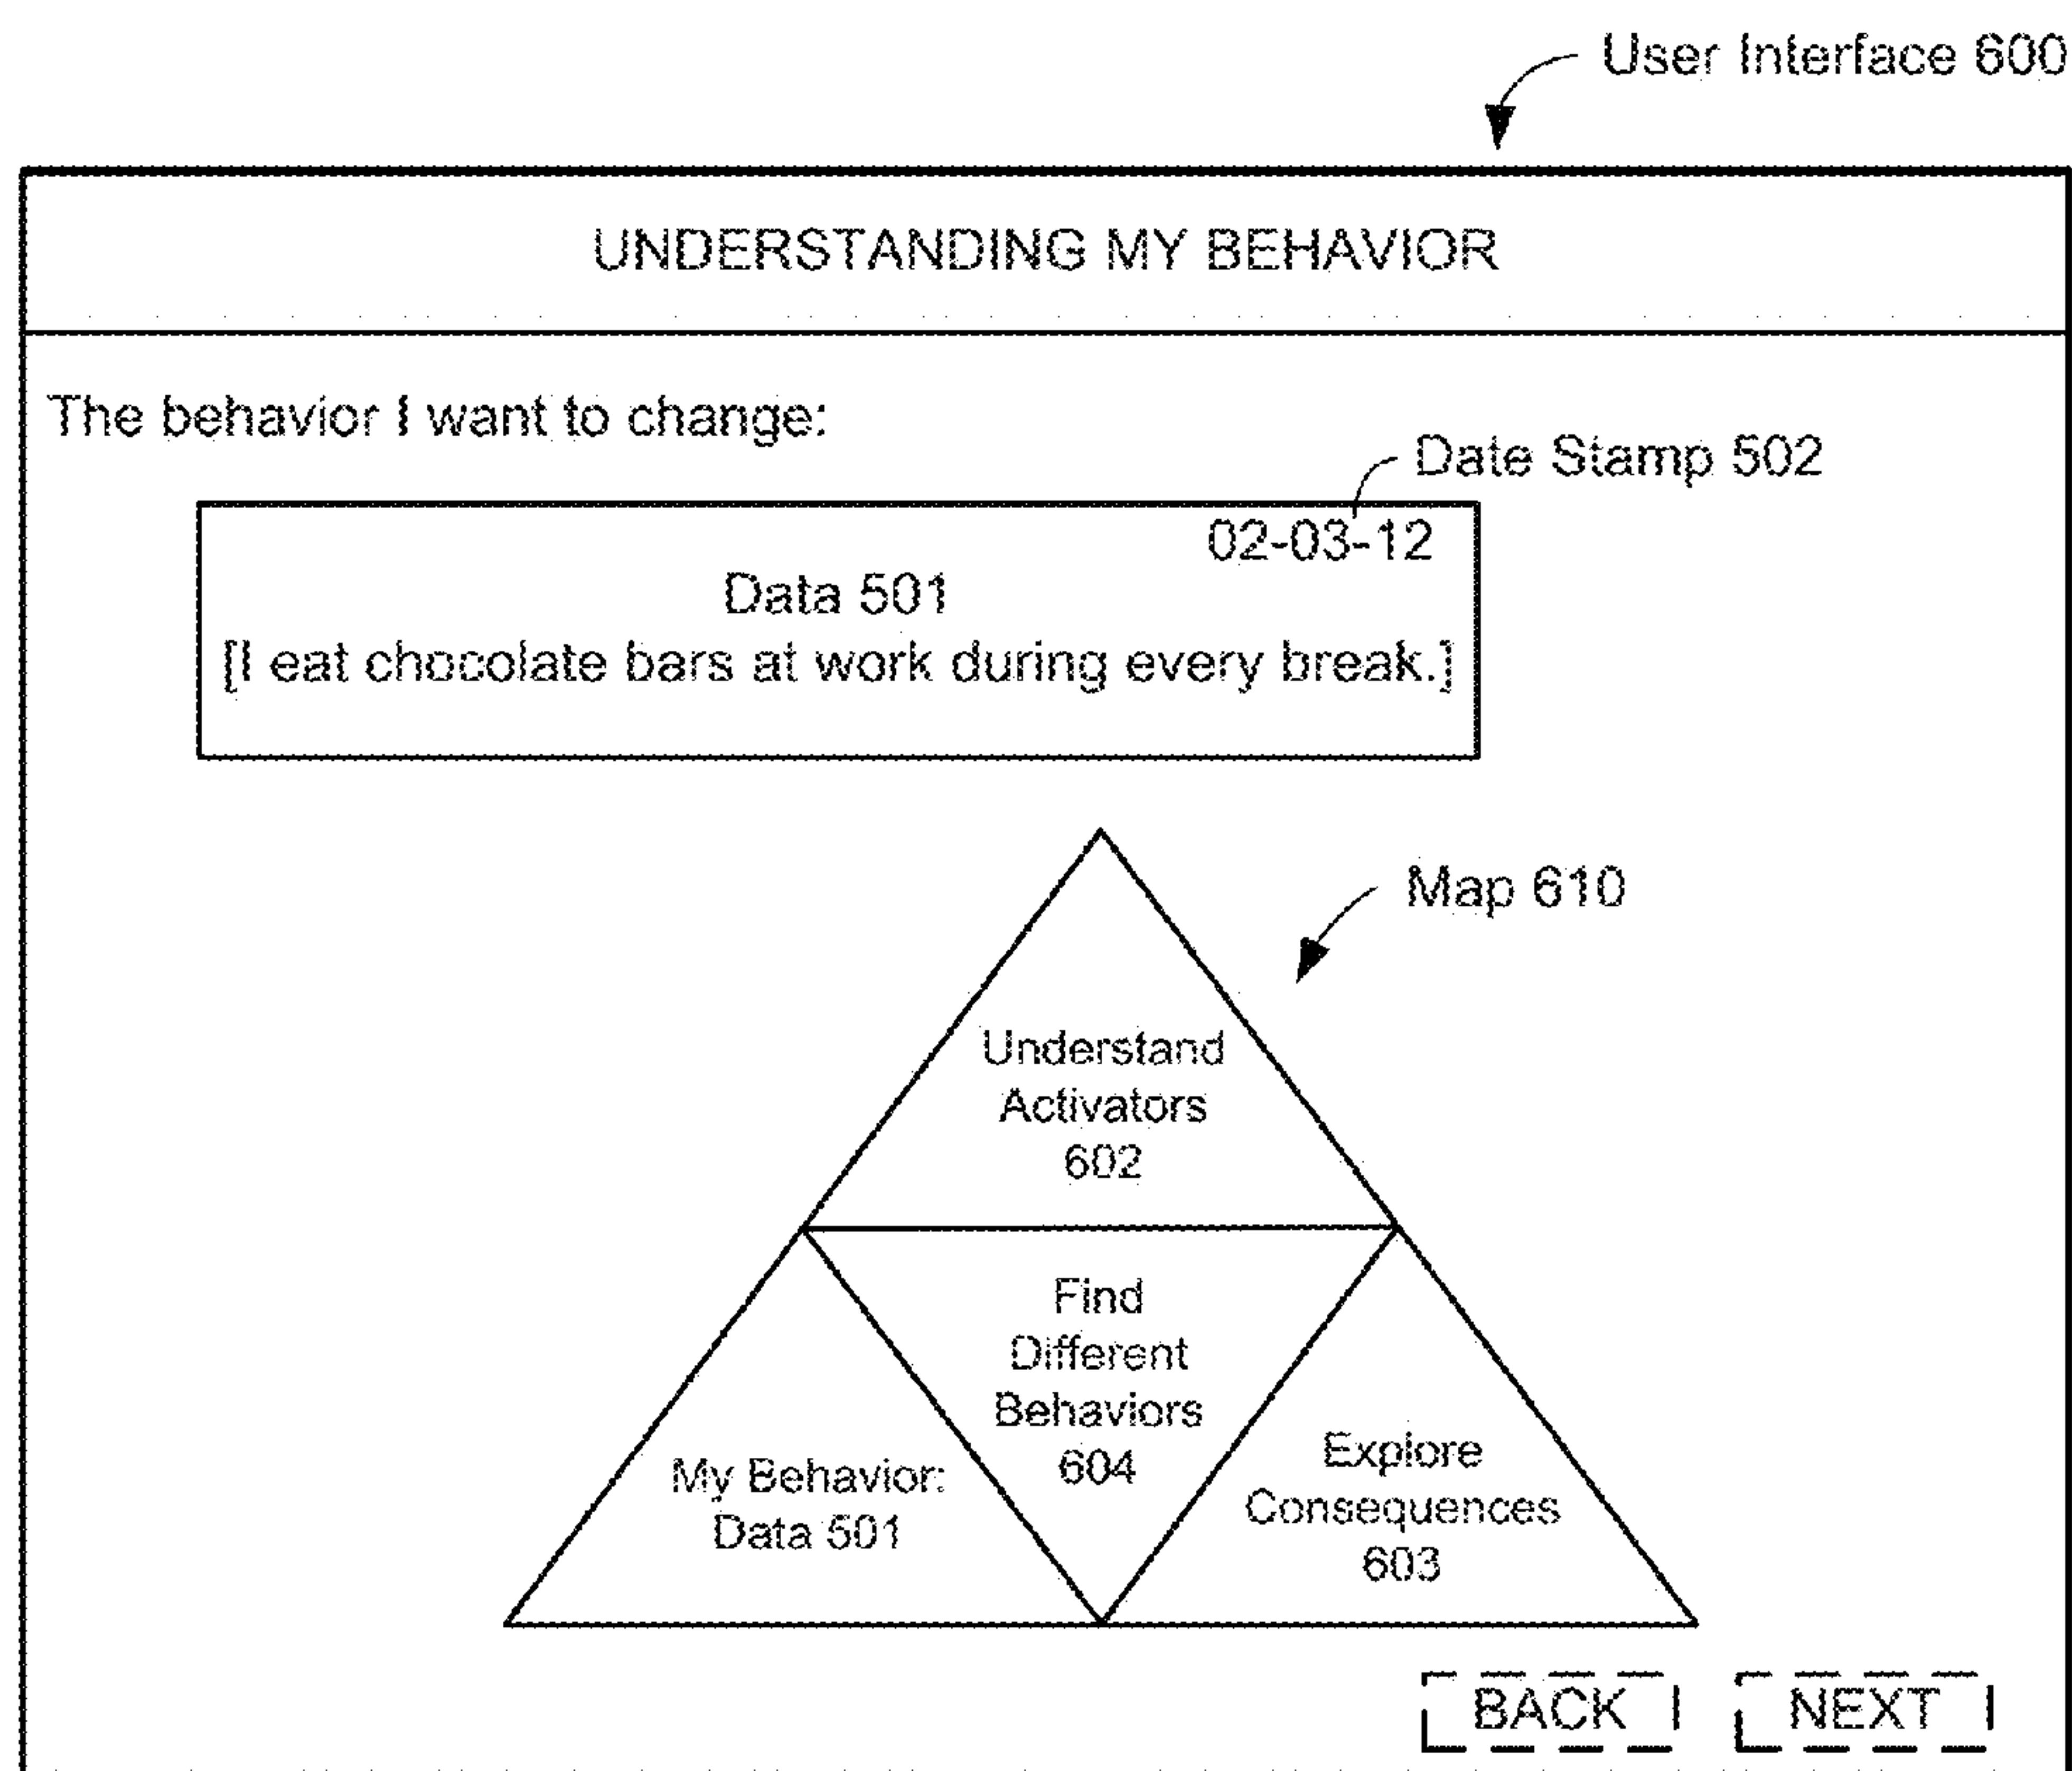 User Interface 600
UNDERSTANDING MY BEHAVIOR
The behavior I want to change:
Date Stamp 502
02-03-12
Data 501
[I eat chocolate bars at work during every break.]
Map 610
Understand
Activators
602
Find
Different
Behaviors
604
My Behavior:
Data 501
Explore
Consequences
603
BACK
NEXT